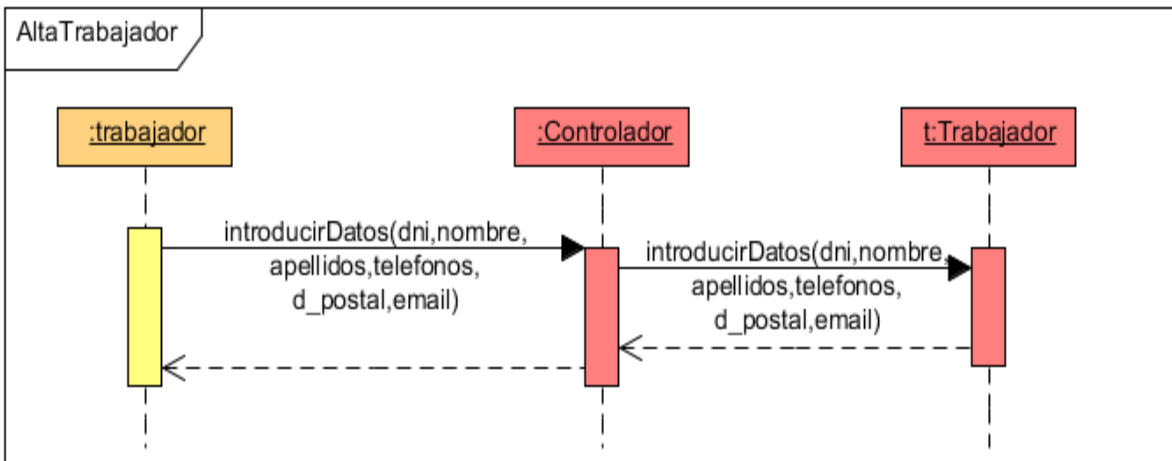 AltaTrabajador
:trabajador
:Controlador
t:Trabajador
introducirDatos(dni,nombre,
apellidos,telefonos,
d_postal,email)
introducirDatos(dni,nombre,
apellidos,telefonos,
d_postal,email)